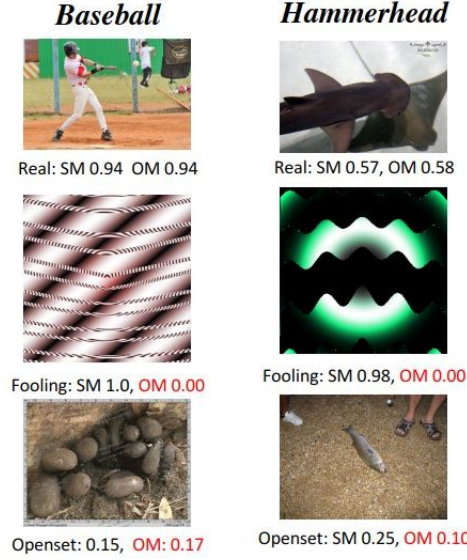 Baseball
Hammerhead
Real: SM 0.94 OM 0.94
Real: SM 0.57, OM 0.58
Fooling: SM 1.0, OM 0.00
Fooling: SM 0.98, OM 0.00
Openset: 0.15, OM: 0.17
Openset: SM 0.25, OM 0.10